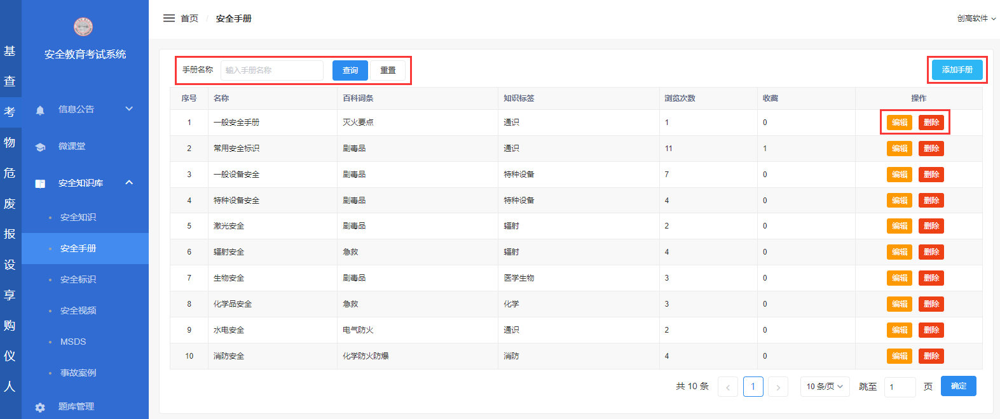 基
查
考
物
危
废
报
设
享
购
仪
人
安全教育考试系统
信息公告
微课堂
安全知识库
安全知识
安全手册
安全标识
安全视频
MSDS
事故案例
题库管理
首页 / 安全手册
创高软件
手册名称 输入手册名称 查询 重置
添加手册
序号 名称 百科词条 知识标签 浏览次数 收藏 操作
1 一般安全手册 灭火要点 通识 1 0 编辑 删除
2 常用安全标识 剧毒品 通识 11 1 编辑 删除
3 一般设备安全 剧毒品 特种设备 7 0 编辑 删除
4 特种设备安全 剧毒品 特种设备 4 0 编辑 删除
5 激光安全 剧毒品 辐射 2 0 编辑 删除
6 辐射安全 急救 辐射 4 0 编辑 删除
7 生物安全 剧毒品 医学生物 3 0 编辑 删除
8 化学品安全 急救 化学 3 0 编辑 删除
9 水电安全 电气防火 通识 2 0 编辑 删除
10 消防安全 化学防火防爆 消防 4 0 编辑 删除
共 10 条 1 10 条/页 跳至 1 页 确定